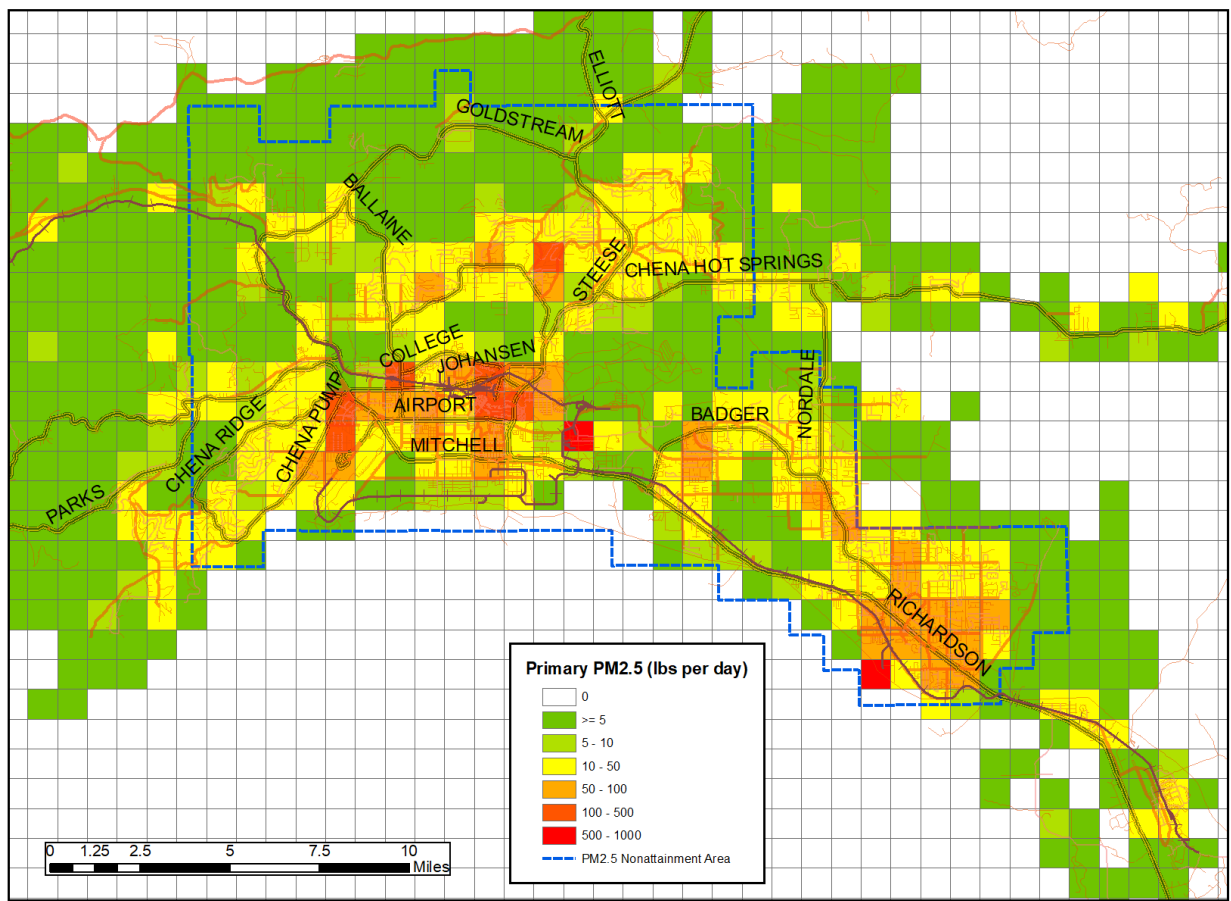 ELLIOTT
GOLDSTREAM
BALLAINE
STEESE
CHENA HOT SPRINGS
COLLEGE
JOHANSEN
NORDALE
AIRPORT
BADGER
CHENA PUMP
CHENA RIDGE
MITCHELL
PARKS
RICHARDSON
Primary PM2.5 (lbs per day)
0
>= 5
5 - 10
10 - 50
50 - 100
100 - 500
500 - 1000
PM2.5 Nonattainment Area
0 1.25 2.5 5 7.5 10
Miles